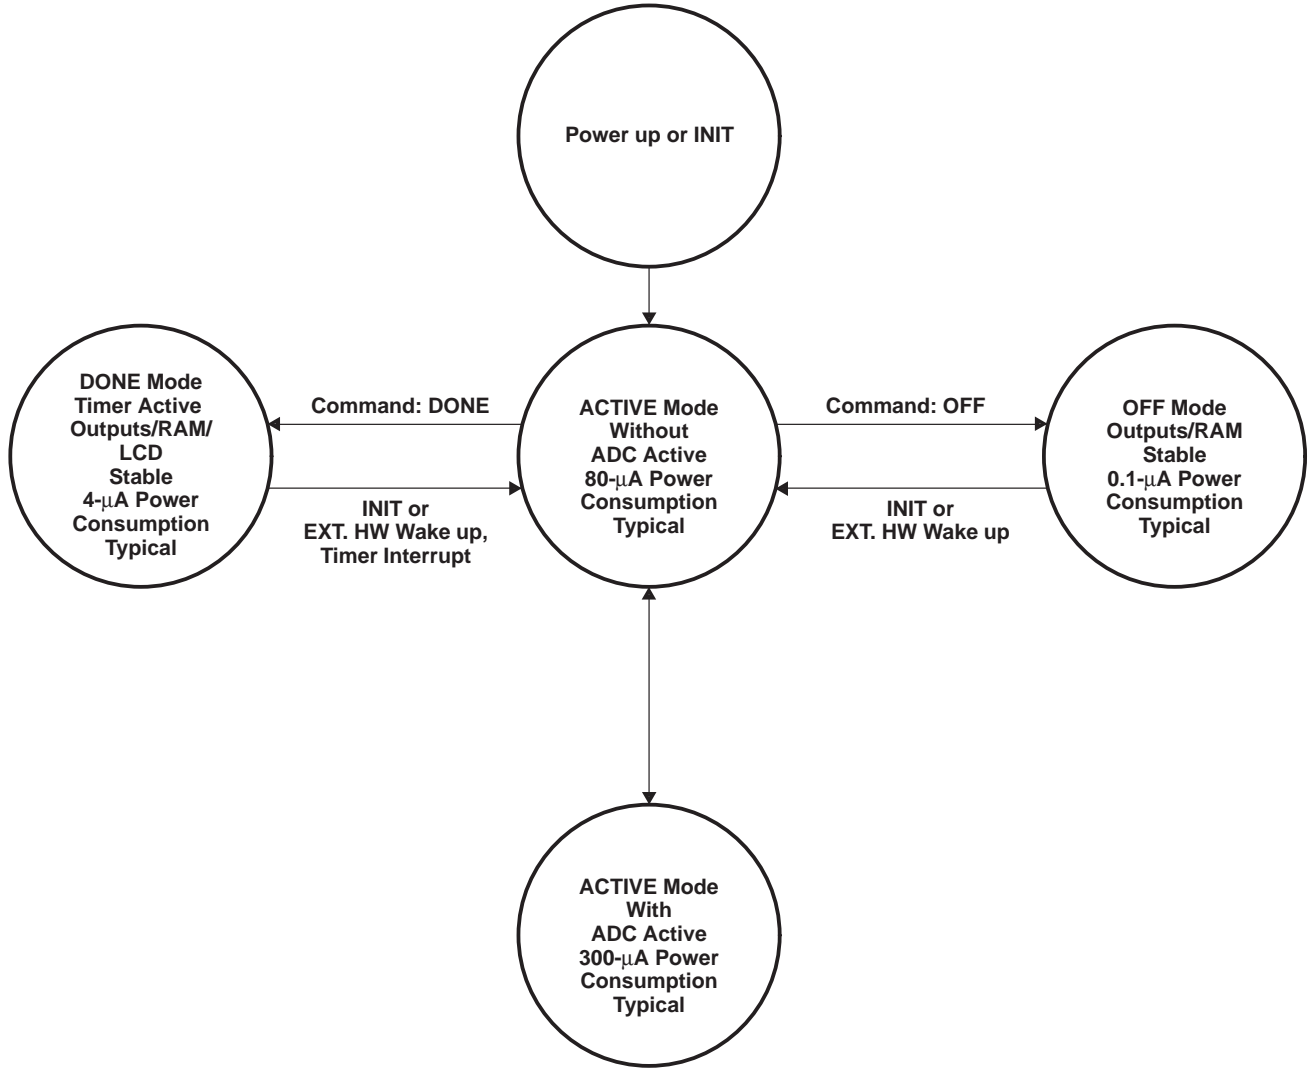 Power up or INIT
DONE Mode
Timer Active
Outputs/RAM/
LCD
Stable
4-μA Power
Consumption
Typical
Command: DONE
INIT or
EXT. HW Wake up,
Timer Interrupt
ACTIVE Mode
Without
ADC Active
80-μA Power
Consumption
Typical
Command: OFF
INIT or
EXT. HW Wake up
OFF Mode
Outputs/RAM
Stable
0.1-μA Power
Consumption
Typical
ACTIVE Mode
With
ADC Active
300-μA Power
Consumption
Typical